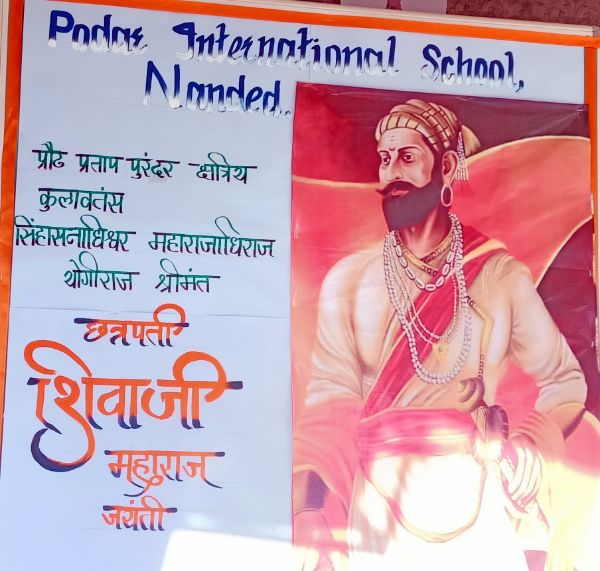 Podar International School,
Nanded.
प्रौढ प्रताप पुरंदर क्षत्रिय
कुलावतंस
सिंहासनाधिश्वर महाराजाधिराज
योगीराज श्रीमंत
छत्रपती
शिवाजी
महाराज
जयंती